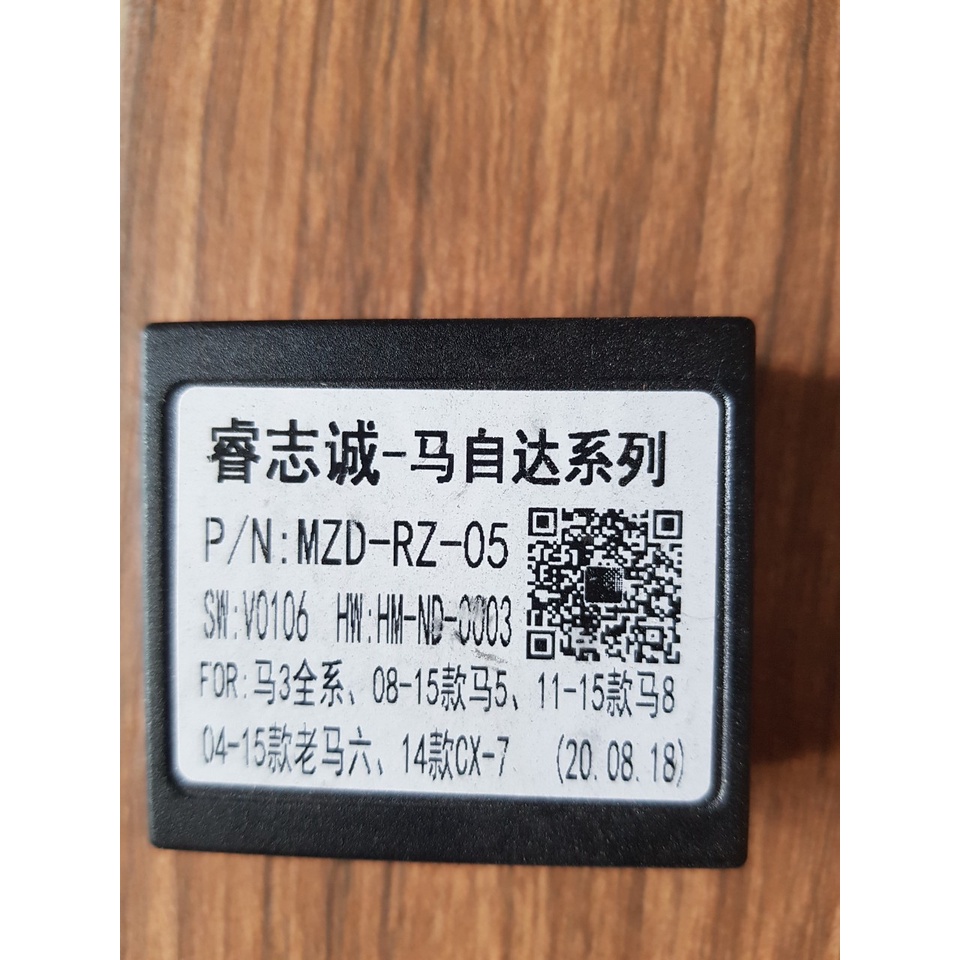 睿志诚-马自达系列
P/N:MZD-RZ-05
SW:V0106 HW:HM-ND-0003
FOR:马3全系、08-15款马5、11-15款马8
04-15款老马六、14款CX-7 (20.08.18)